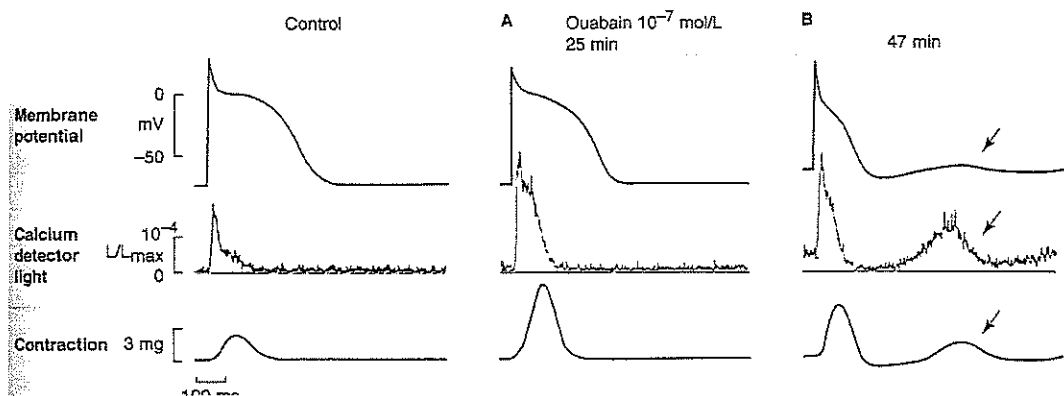 Control
A
Ouabain 10⁻⁷ mol/L
25 min
B
47 min
Membrane
potential
0
mV
−50
Calcium
detector
light
L/Lmax
10⁻⁴
0
Contraction
3 mg